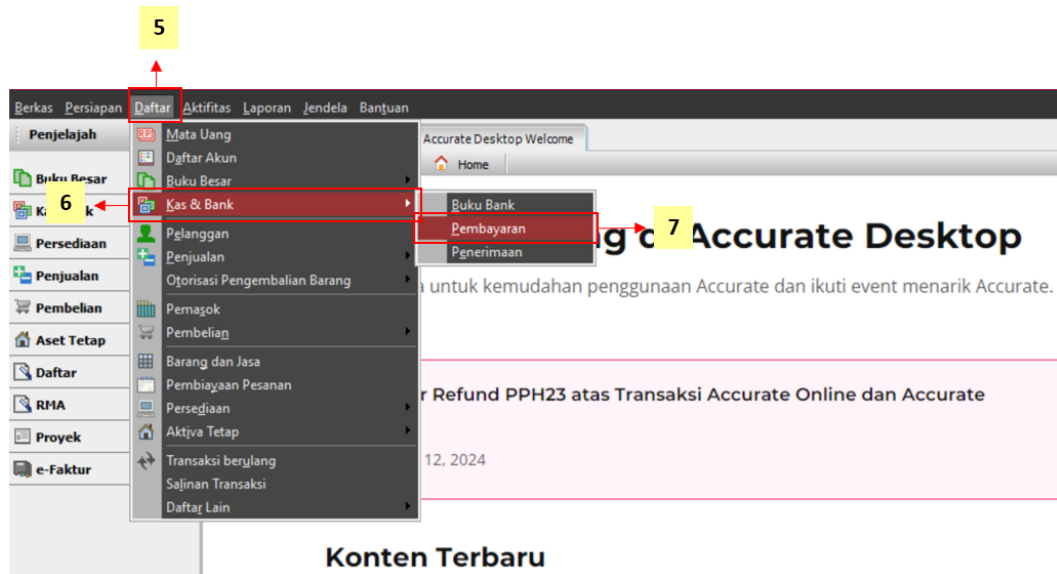 5
Berkas Persiapan Daftar Aktifitas Laporan Jendela Bantuan
Penjelajah
Buku Besar
6
Persediaan
Penjualan
Pembelian
Aset Tetap
Daftar
RMA
Proyek
e-Faktur
Mata Uang
Daftar Akun
Buku Besar
Kas & Bank
Pelanggan
Penjualan
Otorisasi Pengembalian Barang
Pemasok
Pembelian
Barang dan Jasa
Pembiayaan Pesanan
Persediaan
Aktiva Tetap
Transaksi berulang
Salinan Transaksi
Daftar Lain
Buku Bank
Pembayaran
Penerimaan
7
Accurate Desktop Welcome
Home
Accurate Desktop
untuk kemudahan penggunaan Accurate dan ikuti event menarik Accurate.
r Refund PPH23 atas Transaksi Accurate Online dan Accurate
12, 2024
Konten Terbaru